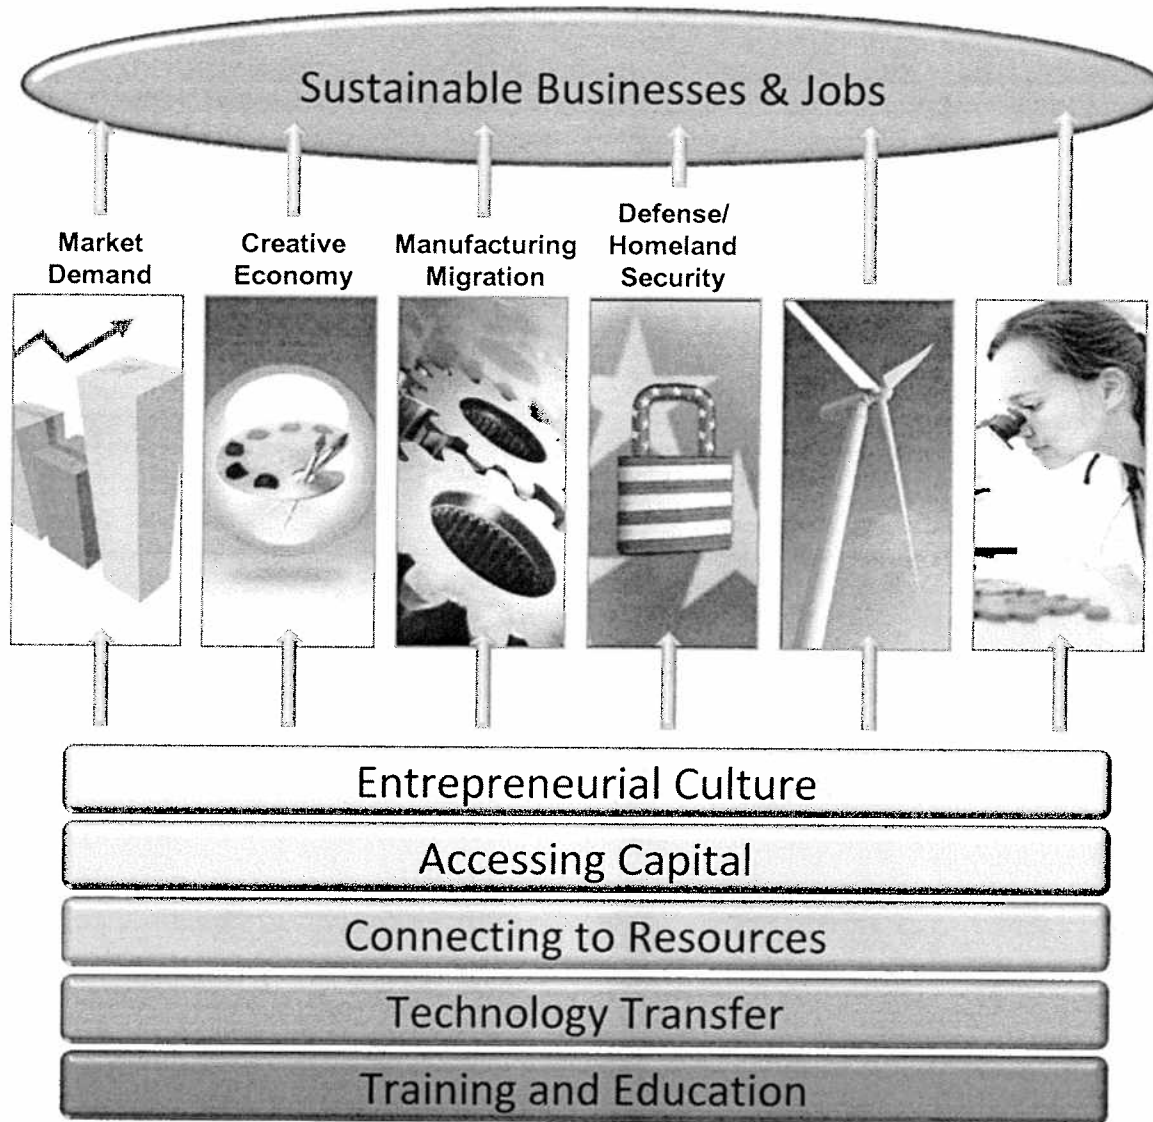 Sustainable Businesses & Jobs
Market
Demand
Creative
Economy
Manufacturing
Migration
Defense/
Homeland
Security
Entrepreneurial Culture
Accessing Capital
Connecting to Resources
Technology Transfer
Training and Education